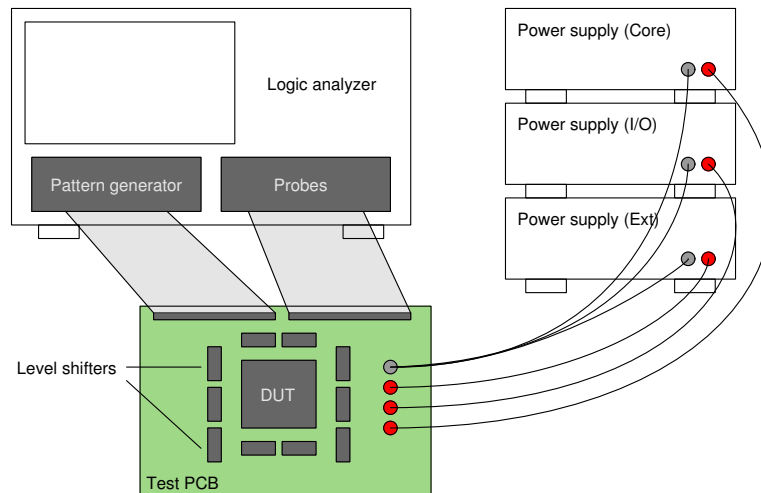 Power supply (Core)
Logic analyzer
Power supply (I/O)
Pattern generator
Probes
Power supply (Ext)
Level shifters
DUT
Test PCB